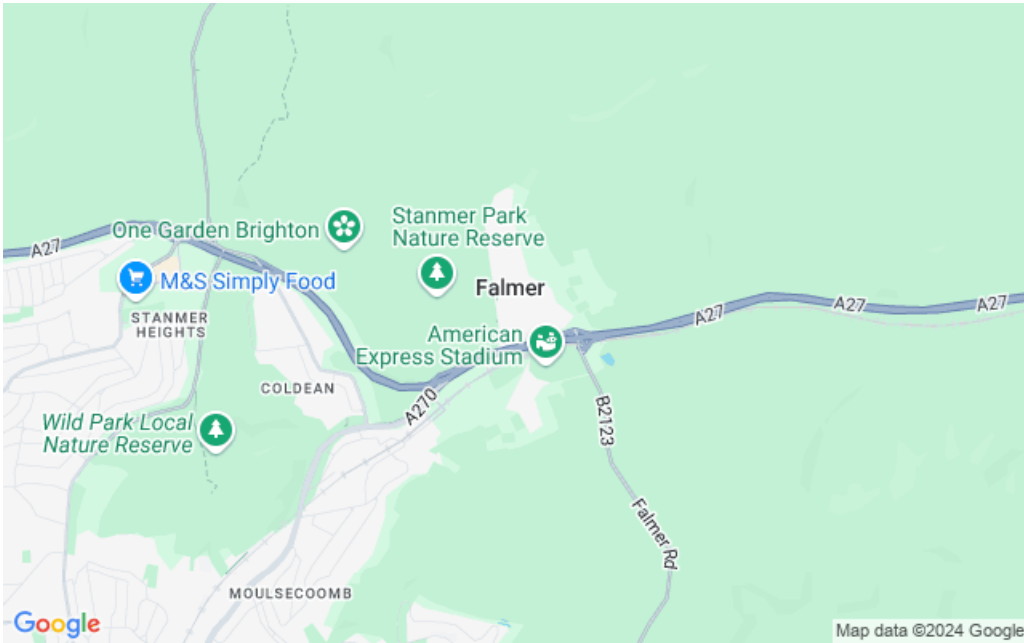 Stanmer Park
Nature Reserve
One Garden Brighton
A27
M&S Simply Food
Falmer
A27
A27
A27
STANMER
HEIGHTS
American
Express Stadium
COLDEAN
A270
B2123
Wild Park Local
Nature Reserve
Falmer Rd
MOULSECOOMB
Google
Map data ©2024 Google